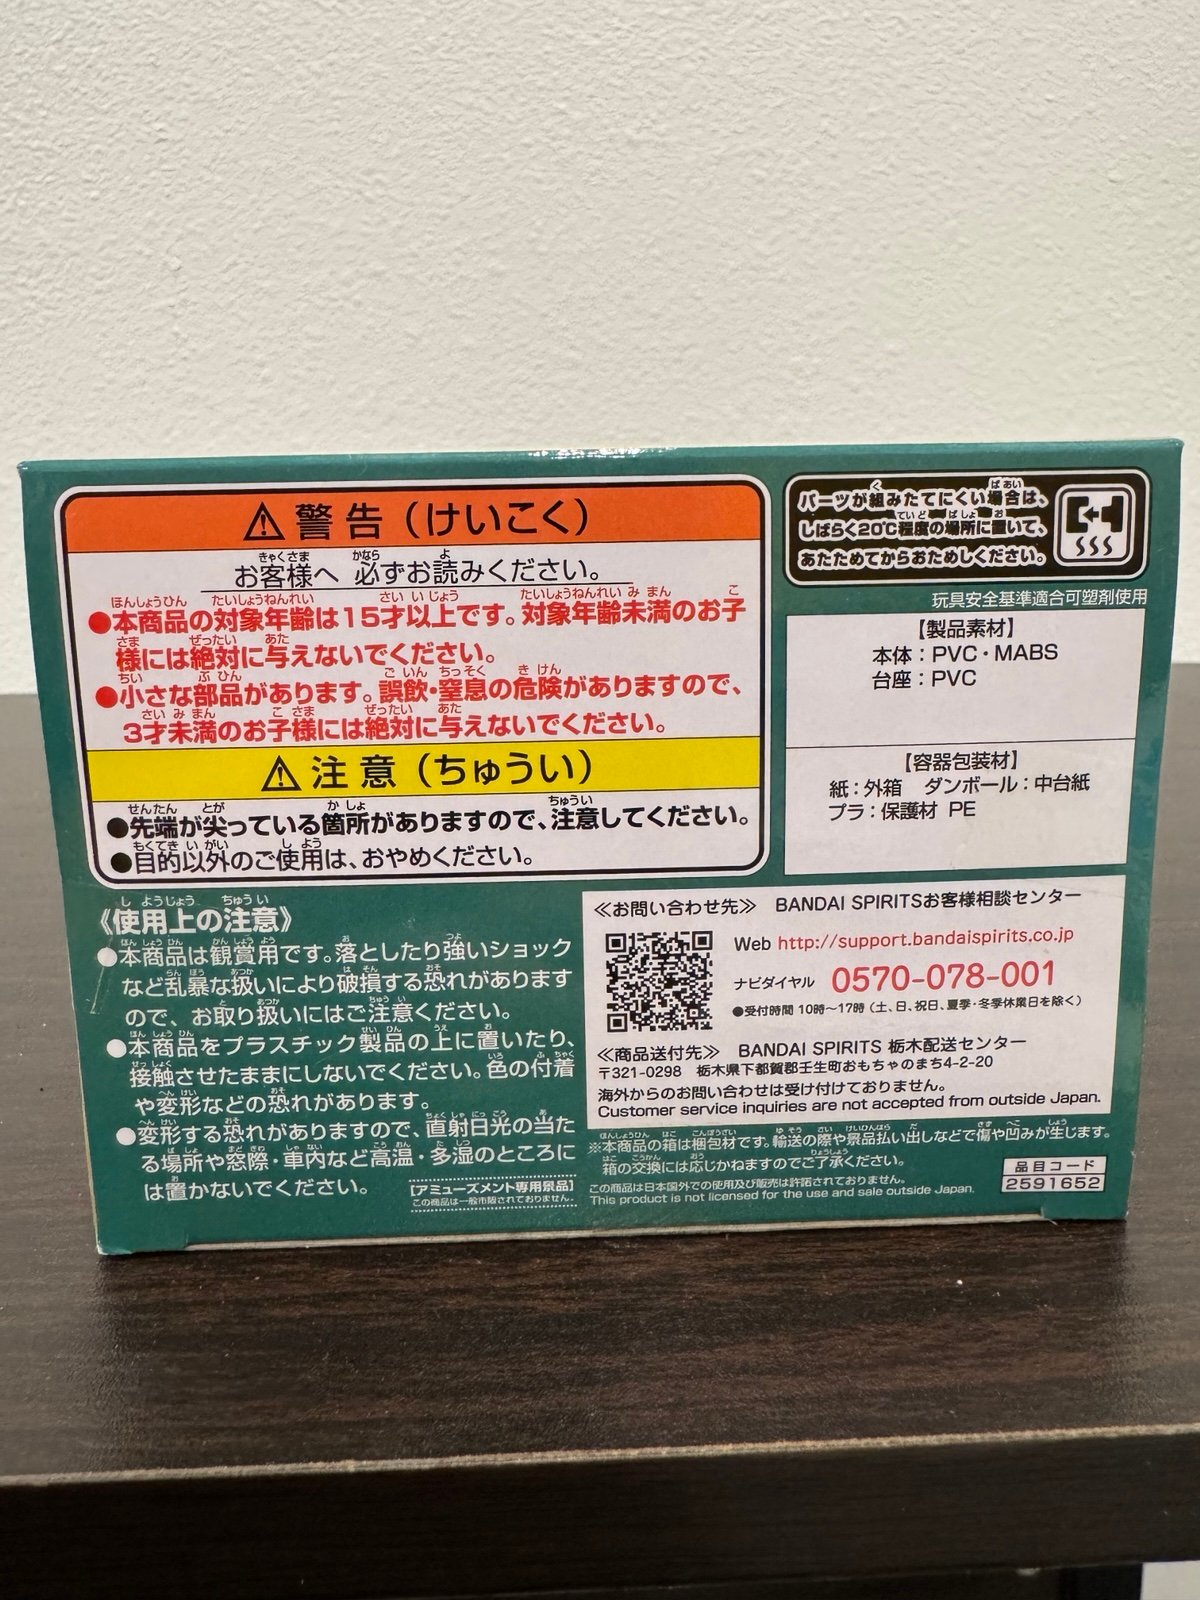 ⚠警告（けいこく）
お客様へ 必ずお読みください。
●本商品の対象年齢は15才以上です。対象年齢未満のお子
様には絶対に与えないでください。
●小さな部品があります。誤飲・窒息の危険がありますので、
3才未満のお子様には絶対に与えないでください。
⚠注意（ちゅうい）
●先端が尖っている箇所がありますので、注意してください。
●目的以外のご使用は、おやめください。
パーツが組みたてにくい場合は、
しばらく20℃程度の場所に置いて、
あたためてからおためしください。
玩具安全基準適合可塑剤使用
【製品素材】
本体：PVC・MABS
台座：PVC
【容器包装材】
紙：外箱 ダンボール：中台紙
プラ：保護材 PE
《使用上の注意》
●本商品は観賞用です。落としたり強いショック
など乱暴な扱いにより破損する恐れがあります
ので、お取り扱いにはご注意ください。
●本商品をプラスチック製品の上に置いたり、
接触させたままにしないでください。色の付着
や変形などの恐れがあります。
●変形する恐れがありますので、直射日光の当た
る場所や窓際・車内など高温・多湿のところに
は置かないでください。
【アミューズメント専用景品】
この商品は一般市販されておりません。
≪お問い合わせ先≫ BANDAI SPIRITSお客様相談センター
Web http://support.bandaispirits.co.jp
ナビダイヤル 0570-078-001
●受付時間 10時～17時（土、日、祝日、夏季・冬季休業日を除く）
≪商品送付先≫ BANDAI SPIRITS 栃木配送センター
〒321-0298 栃木県下都賀郡壬生町おもちゃのまち4-2-20
海外からのお問い合わせは受け付けておりません。
Customer service inquiries are not accepted from outside Japan.
※本商品の箱は梱包材です。輸送の際や景品払い出しなどで傷や凹みが生じます。
箱の交換には応じかねますのでご了承ください。
この商品は日本国外での使用及び販売は許諾されておりません。
This product is not licensed for the use and sale outside Japan.
品目コード
2591652